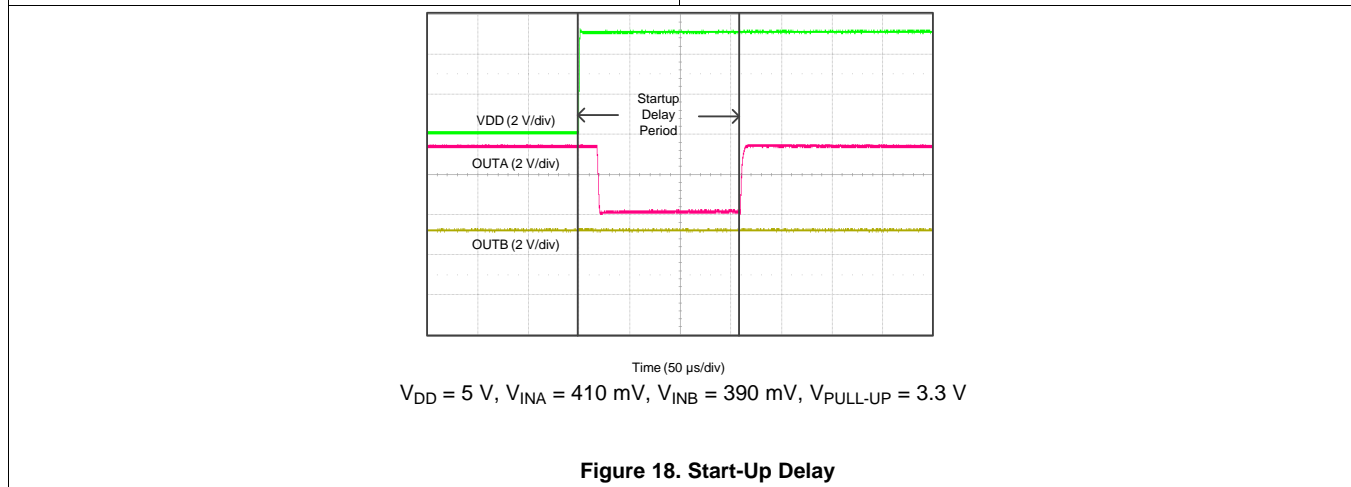 Startup
Delay
Period
VDD (2 V/div)
OUTA (2 V/div)
OUTB (2 V/div)
Time (50 µs/div)
VDD = 5 V, VINA = 410 mV, VINB = 390 mV, VPULL-UP = 3.3 V
Figure 18. Start-Up Delay